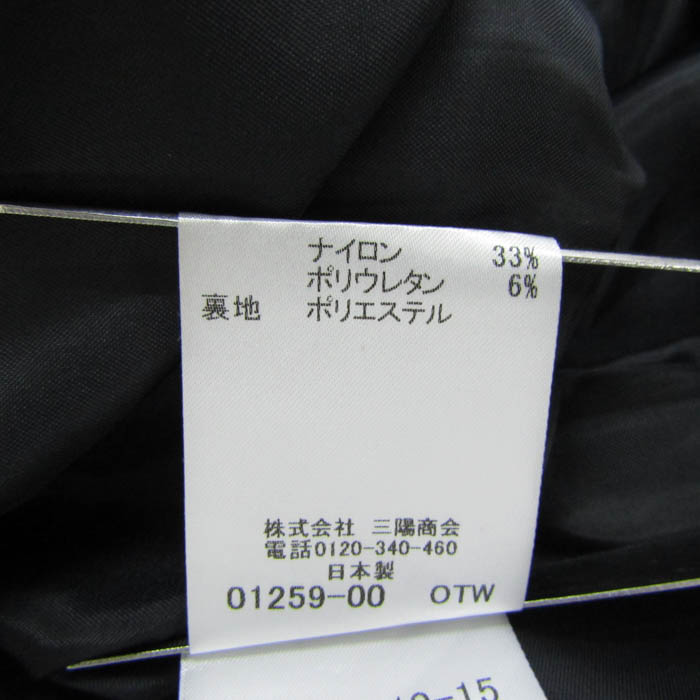 ナイロン 33%
ポリウレタン 6%
裏地 ポリエステル
株式会社 三陽商会
電話0120-340-460
日本製
01259-00 OTW